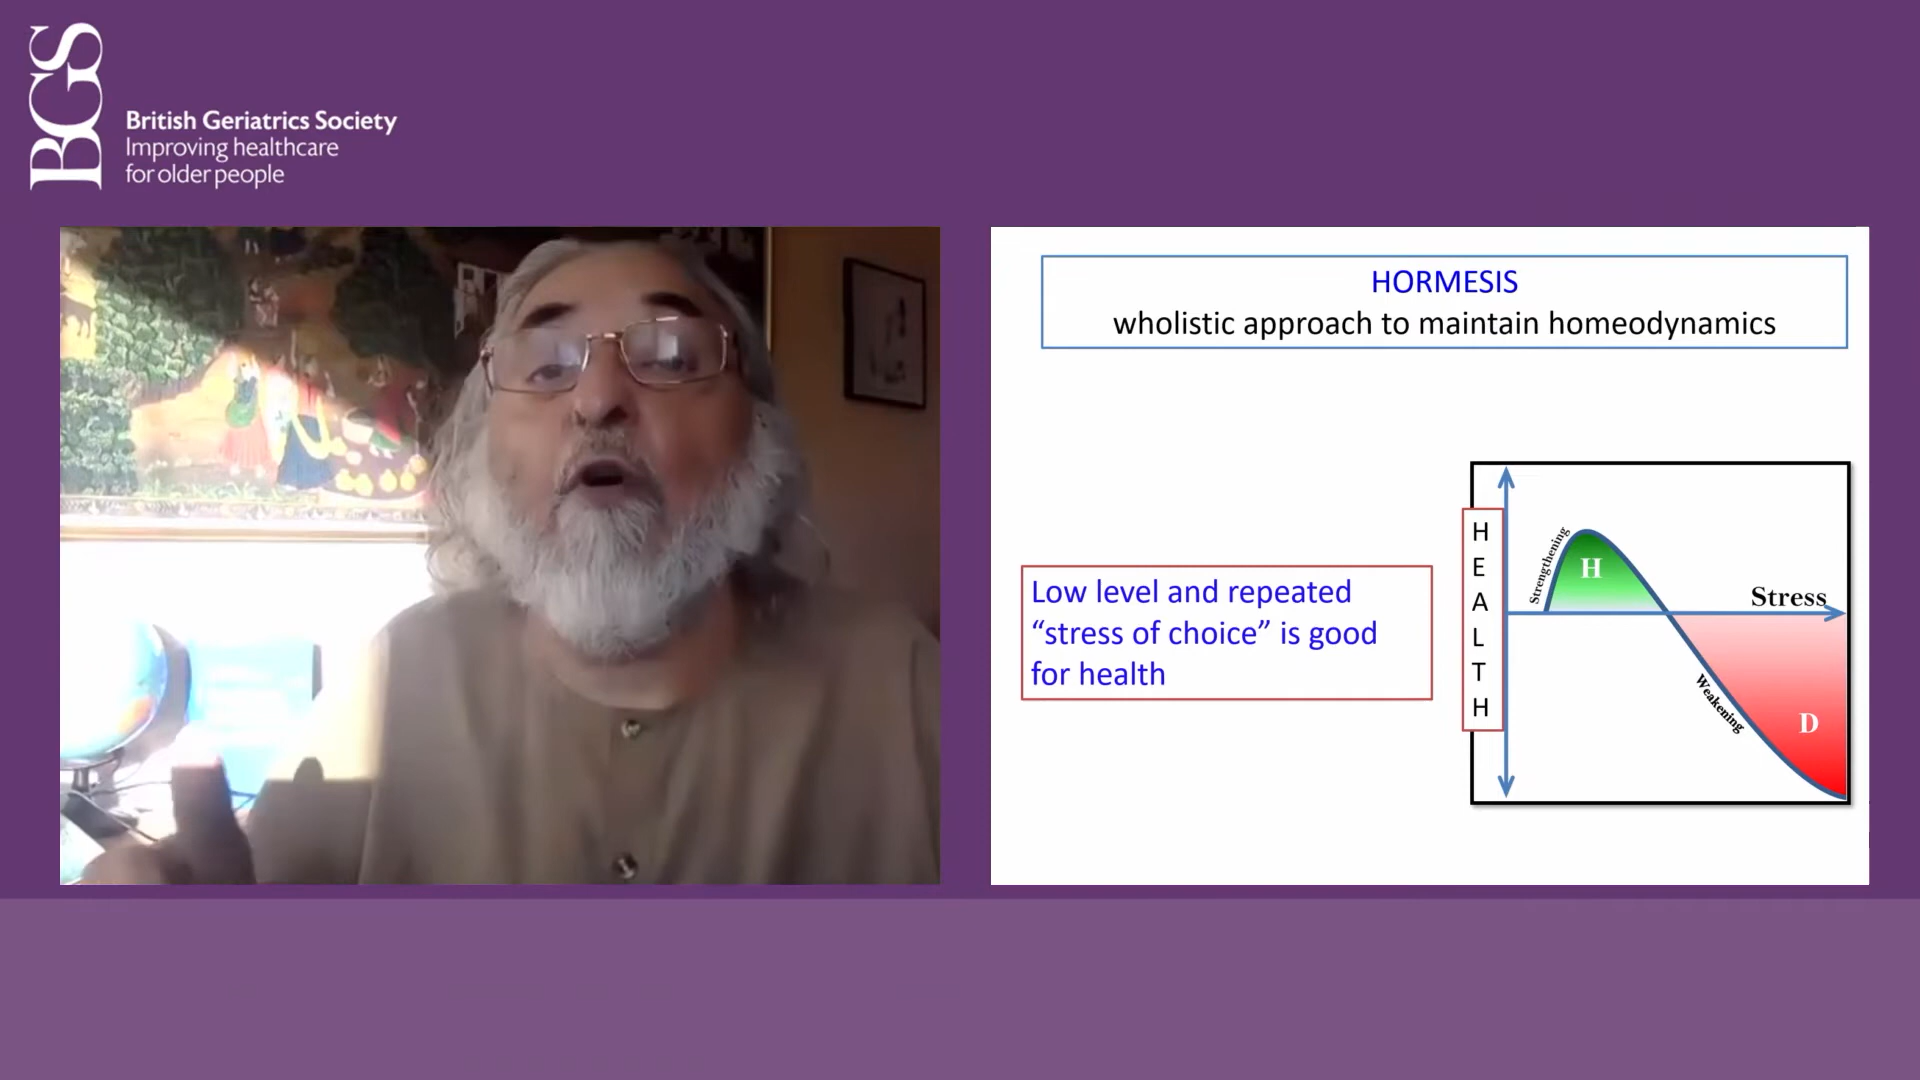 BGS
British Geriatrics Society
Improving healthcare
for older people
HORMESIS
wholistic approach to maintain homeodynamics
Low level and repeated
“stress of choice” is good
for health
H
E
A
L
T
H
Strengthening
H
Stress
Weakening
D